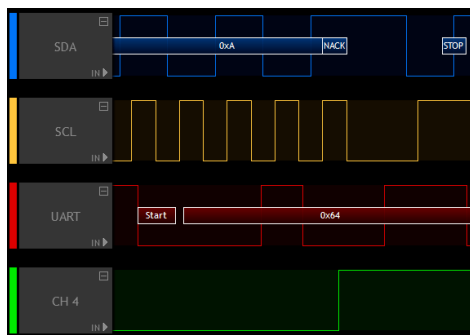 SDA
0xA NACK STOP
IN
SCL
IN
UART
Start 0x64
IN
CH 4
IN